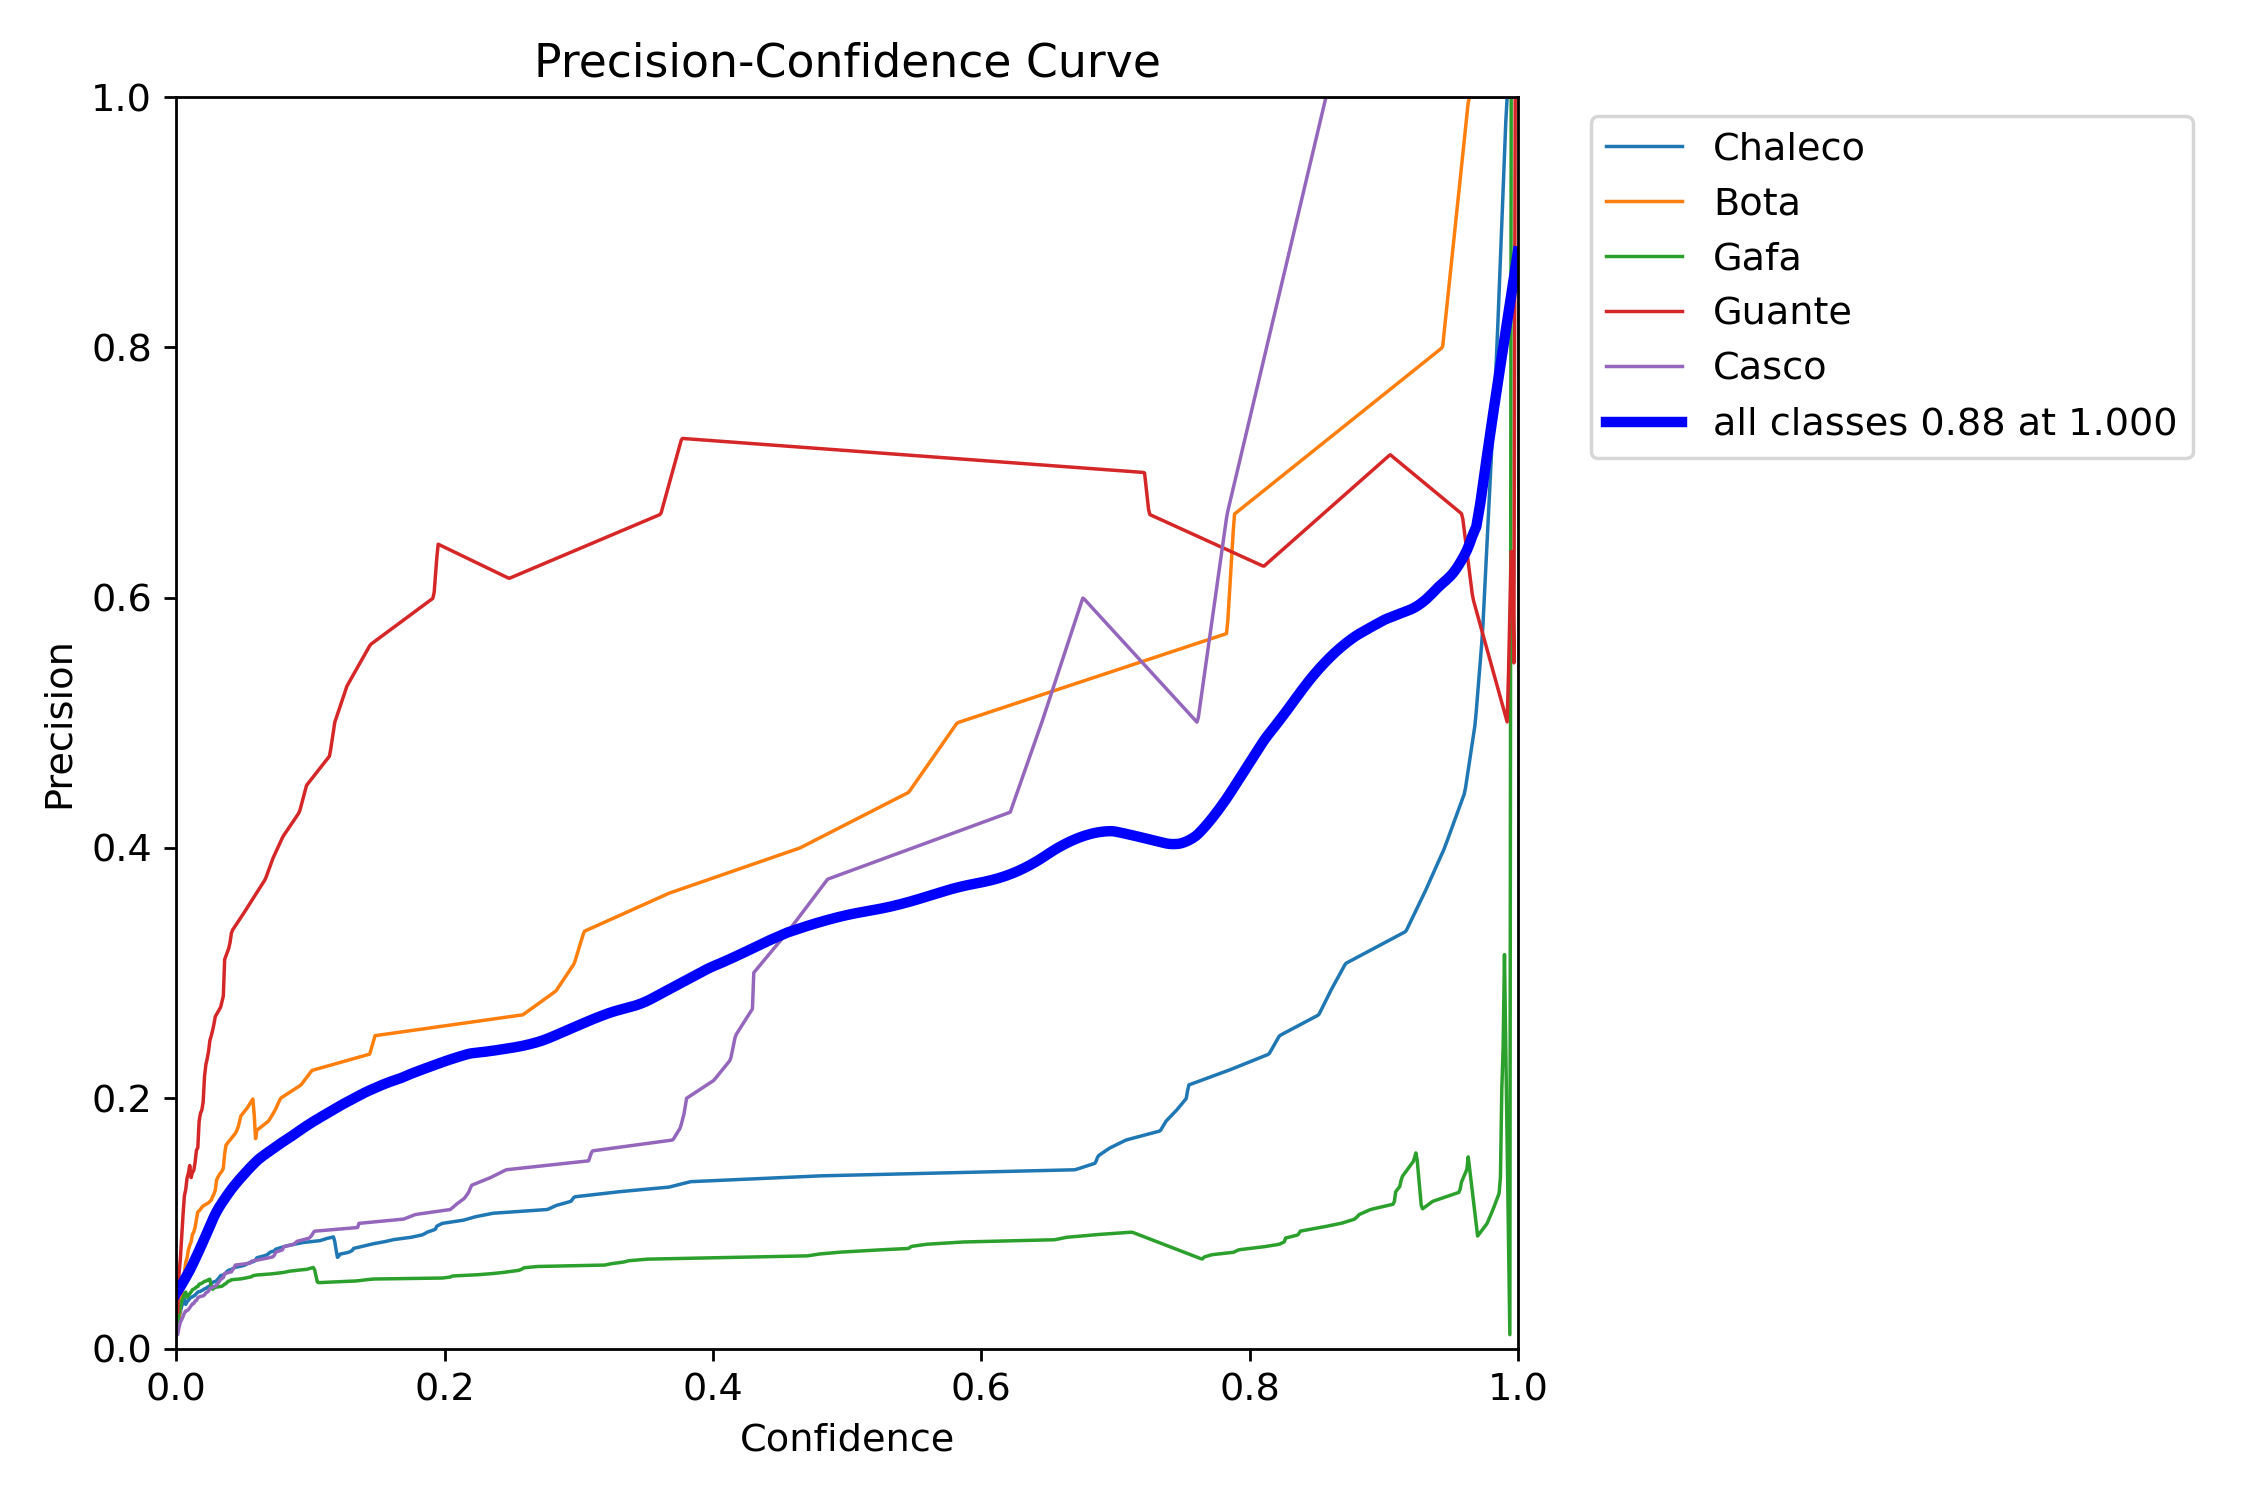 Precision-Confidence Curve
1.0
0.8
0.6
0.4
0.2
0.0
Precision
0.0 0.2 0.4 0.6 0.8 1.0
Confidence
Chaleco
Bota
Gafa
Guante
Casco
all classes 0.88 at 1.000